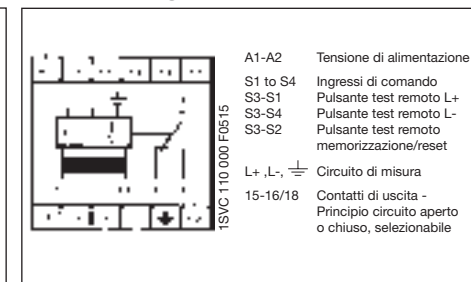 1SVC 110 000 F0515
A1-A2 Tensione di alimentazione
S1 to S4 Ingressi di comando
S3-S1 Pulsante test remoto L+
S3-S4 Pulsante test remoto L-
S3-S2 Pulsante test remoto
memorizzazione/reset
L+ ,L-, ⏚ Circuito di misura
15-16/18 Contatti di uscita -
Principio circuito aperto
o chiuso, selezionabile